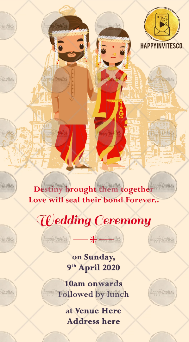 HAPPYINVITES.CO
Destiny brought them together
Love will seal their bond Forever..
Wedding Ceremony
on Sunday,
9th April 2020
10am onwards
Followed by lunch
at Venue Here
Address here